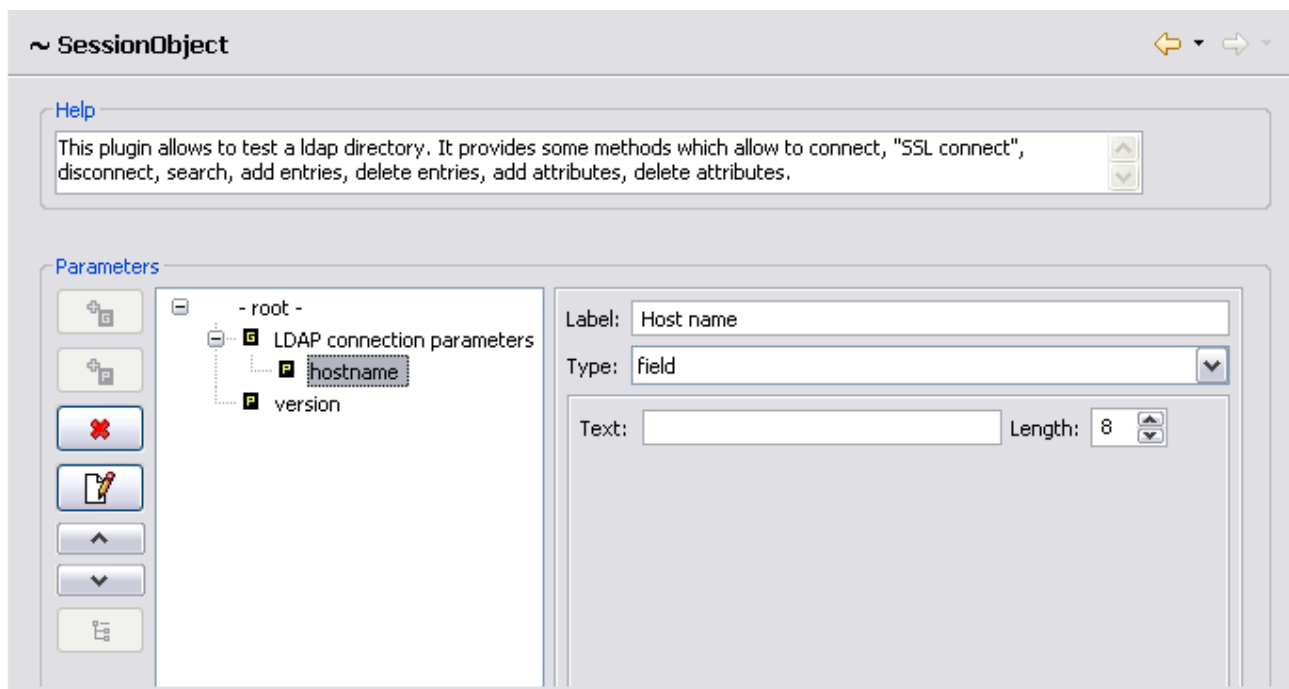 ~ SessionObject
Help
This plugin allows to test a ldap directory. It provides some methods which allow to connect, "SSL connect",
disconnect, search, add entries, delete entries, add attributes, delete attributes.
Parameters
G
P
- root -
G LDAP connection parameters
P hostname
P version
Label: Host name
Type: field
Text: Length: 8